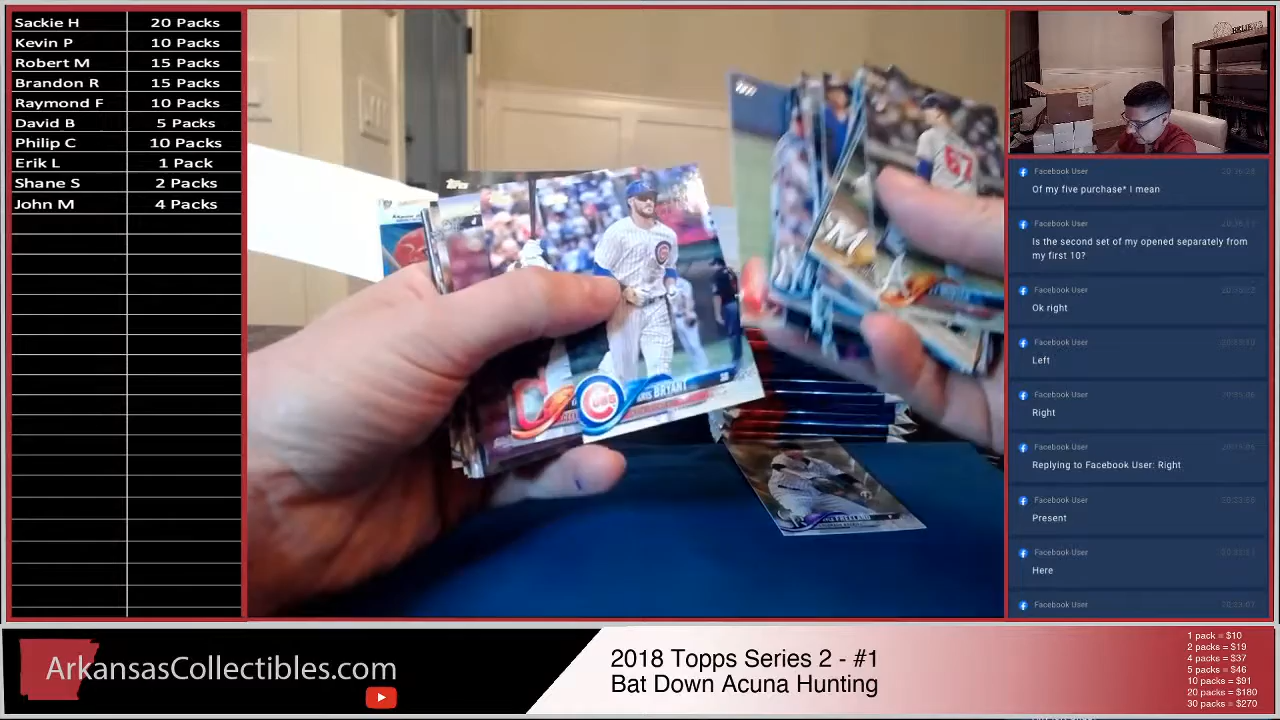 Sackie H 20 Packs
Kevin P 10 Packs
Robert M 15 Packs
Brandon R 15 Packs
Raymond F 10 Packs
David B 5 Packs
Philip C 10 Packs
Erik L 1 Pack
Shane S 2 Packs
John M 4 Packs
Topps
67
M
CUBS
BRYANT
FREELAND
BELIEVE
Facebook User
Of my five purchase* I mean
Facebook User
Is the second set of my opened separately from
my first 10?
Facebook User
Ok right
Facebook User
Left
Facebook User
Right
Facebook User
Replying to Facebook User: Right
Facebook User
Present
Facebook User
Here
Facebook User
ArkansasCollectibles.com
2018 Topps Series 2 - #1
Bat Down Acuna Hunting
1 pack = $10
2 packs = $19
4 packs = $37
5 packs = $46
10 packs = $91
20 packs = $180
30 packs = $270